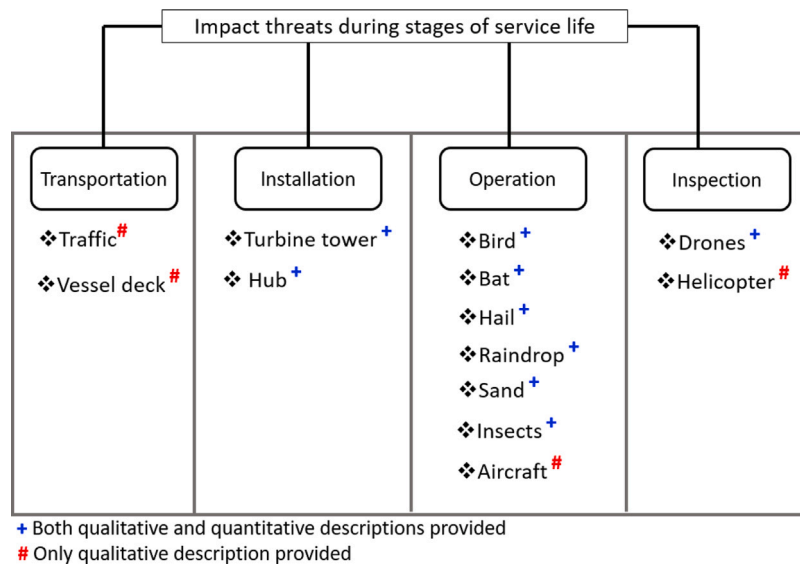 Impact threats during stages of service life
Transportation
❖Traffic#
❖Vessel deck#
Installation
❖Turbine tower+
❖ Hub+
Operation
❖Bird+
❖Bat+
❖Hail+
❖Raindrop+
❖Sand+
❖Insects+
❖Aircraft#
Inspection
❖Drones+
❖Helicopter#
+ Both qualitative and quantitative descriptions provided
# Only qualitative description provided